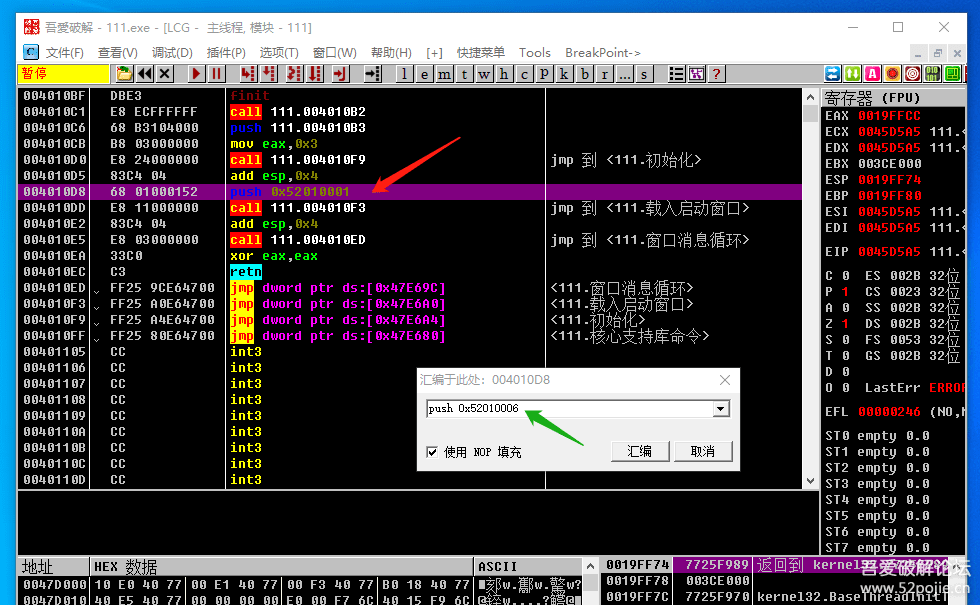 吾愛破解 - 111.exe - [LCG - 主线程, 模块 - 111]
文件(F) 查看(V) 调试(D) 插件(P) 选项(T) 窗口(W) 帮助(H) [+] 快捷菜单 Tools BreakPoint->
暂停 l e m t w h c p k b r ... s ?
004010BF DBE3 finit
004010C1 E8 ECFFFFFF call 111.004010B2
004010C6 68 B3104000 push 111.004010B3
004010CB B8 03000000 mov eax,0x3
004010D0 E8 24000000 call 111.004010F9 jmp 到 <111.初始化>
004010D5 83C4 04 add esp,0x4
004010D8 68 01000152 push 0x52010001
004010DD E8 11000000 call 111.004010F3 jmp 到 <111.载入启动窗口>
004010E2 83C4 04 add esp,0x4
004010E5 E8 03000000 call 111.004010ED jmp 到 <111.窗口消息循环>
004010EA 33C0 xor eax,eax
004010EC C3 retn
004010ED FF25 9CE64700 jmp dword ptr ds:[0x47E69C] <111.窗口消息循环>
004010F3 FF25 A0E64700 jmp dword ptr ds:[0x47E6A0] <111.载入启动窗口>
004010F9 FF25 A4E64700 jmp dword ptr ds:[0x47E6A4] <111.初始化>
004010FF FF25 80E64700 jmp dword ptr ds:[0x47E680] <111.核心支持库命令>
00401105 CC int3
00401106 CC int3
00401107 CC int3
00401108 CC int3
00401109 CC int3
0040110A CC int3
0040110B CC int3
0040110C CC int3
0040110D CC int3
寄存器 (FPU)
EAX 0019FFCC
ECX 0045D5A5 111.<
EDX 0045D5A5 111.<
EBX 003CE000
ESP 0019FF74
EBP 0019FF80
ESI 0045D5A5 111.<
EDI 0045D5A5 111.<
EIP 0045D5A5 111.<
C 0 ES 002B 32位
P 1 CS 0023 32位
A 0 SS 002B 32位
Z 1 DS 002B 32位
S 0 FS 0053 32位
T 0 GS 002B 32位
D 0
O 0 LastErr ERROR
EFL 00000246 (NO,N
ST0 empty 0.0
ST1 empty 0.0
ST2 empty 0.0
ST3 empty 0.0
ST4 empty 0.0
ST5 empty 0.0
ST6 empty 0.0
ST7 empty 0.0
汇编于此处：004010D8
push 0x52010006
使用 NOP 填充 汇编 取消
地址 HEX 数据 ASCII
0047D000 10 E0 40 77 00 E1 40 77 00 F3 40 77 B0 18 40 77
0047D010 40 E5 40 77 00 00 00 00 E0 00 F7 6C 40 15 F9 6C
0019FF74 7725F989 返回到 kernel32
0019FF78 003CE000
0019FF7C 7725F970 kernel32.BaseThreadInitT
吾爱破解论坛
www.52pojie.cn